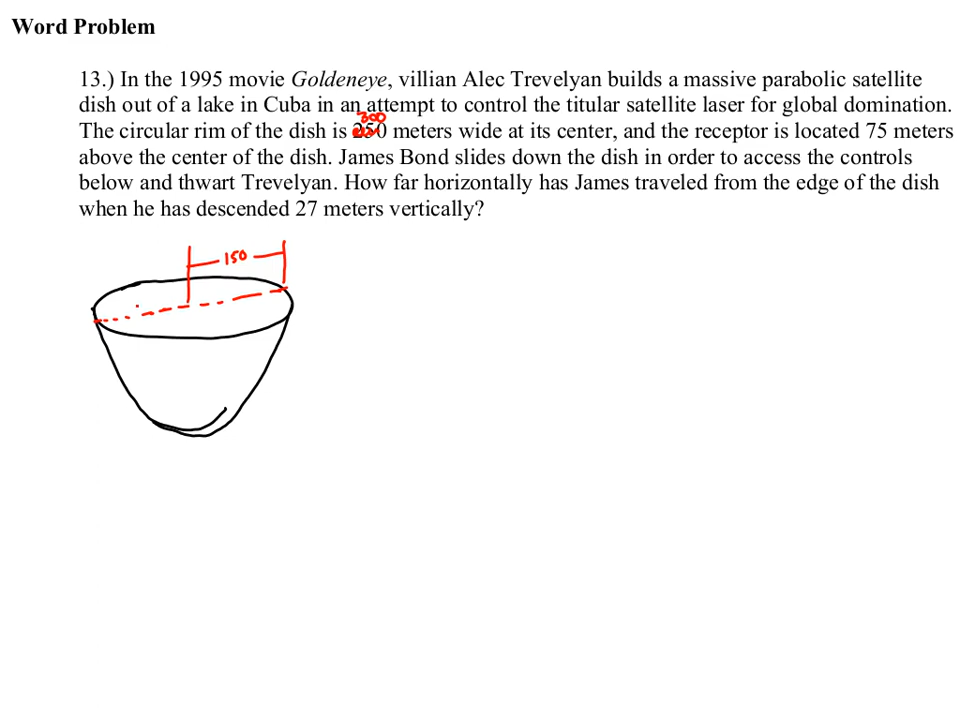 Word Problem
13.) In the 1995 movie Goldeneye, villian Alec Trevelyan builds a massive parabolic satellite
dish out of a lake in Cuba in an attempt to control the titular satellite laser for global domination.
300
The circular rim of the dish is 250 meters wide at its center, and the receptor is located 75 meters
above the center of the dish. James Bond slides down the dish in order to access the controls
below and thwart Trevelyan. How far horizontally has James traveled from the edge of the dish
when he has descended 27 meters vertically?
150